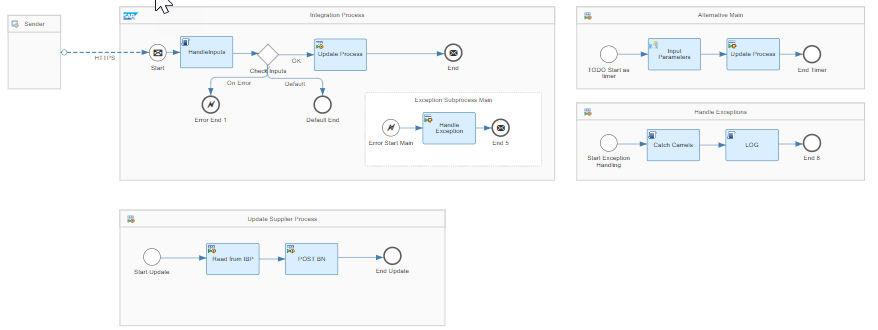 Sender
HTTPS
SAP
Integration Process
Start
HandleInputs
Check Inputs
OK
Update Process
End
On Error
Default
Error End 1
Default End
Exception Subprocess Main
Error Start Main
Handle
Exception
End 5
Alternative Main
TODO Start as
timer
Input
Parameters
Update Process
End Timer
Handle Exceptions
Start Exception
Handling
Catch Camels
LOG
End 8
Update Supplier Process
Start Update
Read from IBP
POST BN
End Update